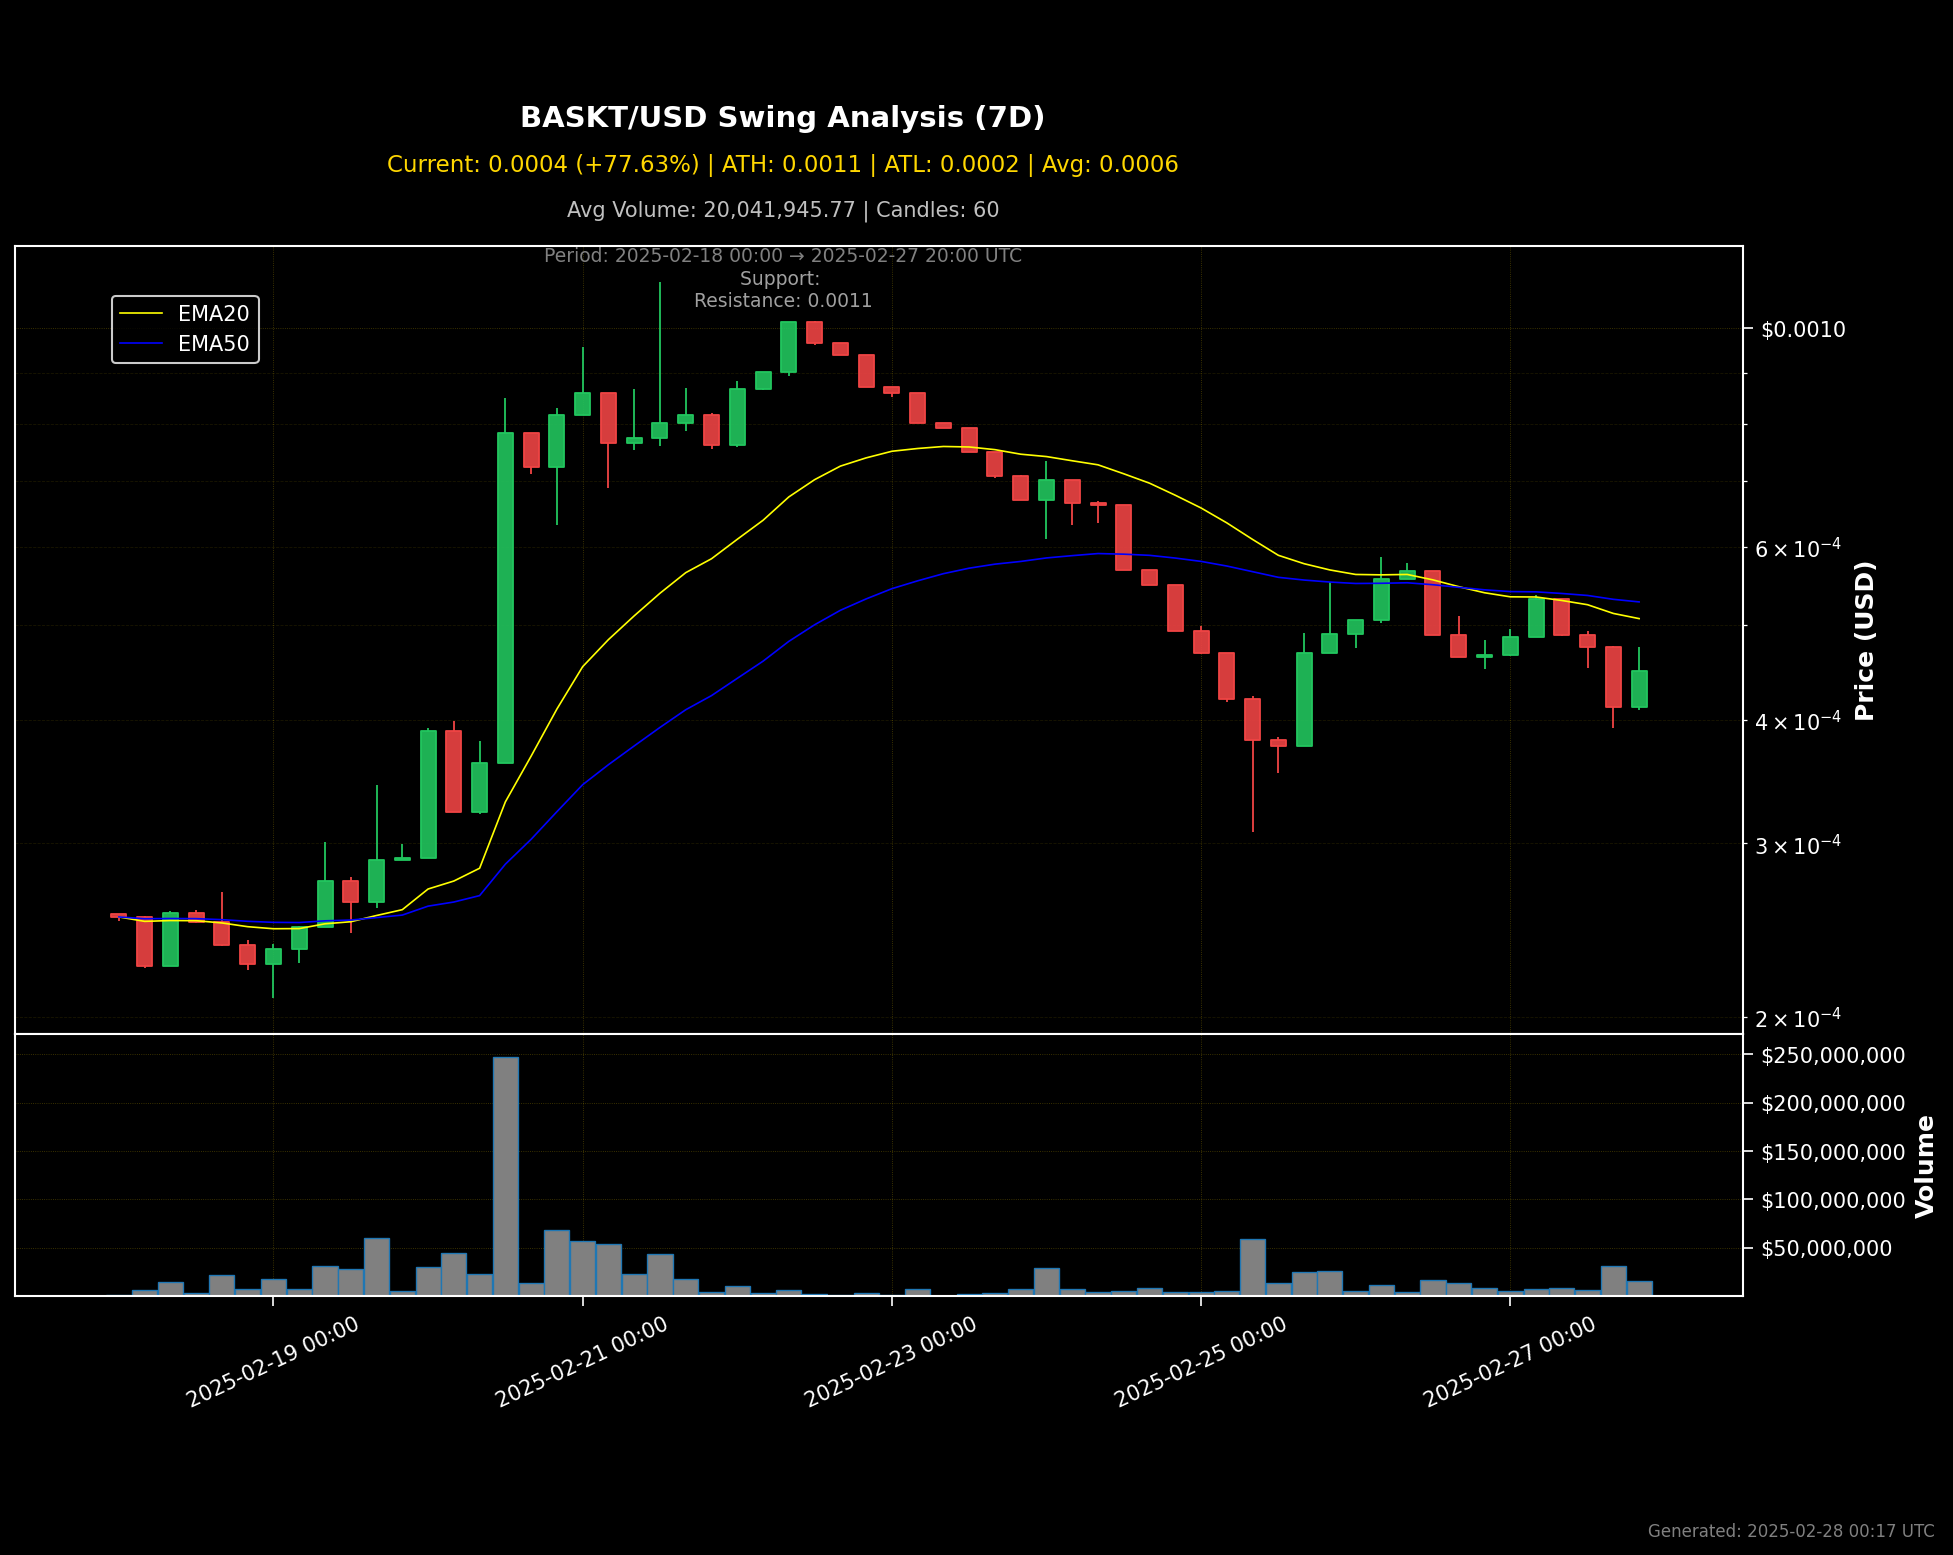 BASKT/USD Swing Analysis (7D)
Current: 0.0004 (+77.63%) | ATH: 0.0011 | ATL: 0.0002 | Avg: 0.0006
Avg Volume: 20,041,945.77 | Candles: 60
Period: 2025-02-18 00:00 → 2025-02-27 20:00 UTC
Support:
Resistance: 0.0011
EMA20
EMA50
$0.0010
6 × 10⁻⁴
4 × 10⁻⁴
3 × 10⁻⁴
2 × 10⁻⁴
Price (USD)
$250,000,000
$200,000,000
$150,000,000
$100,000,000
$50,000,000
Volume
2025-02-19 00:00
2025-02-21 00:00
2025-02-23 00:00
2025-02-25 00:00
2025-02-27 00:00
Generated: 2025-02-28 00:17 UTC